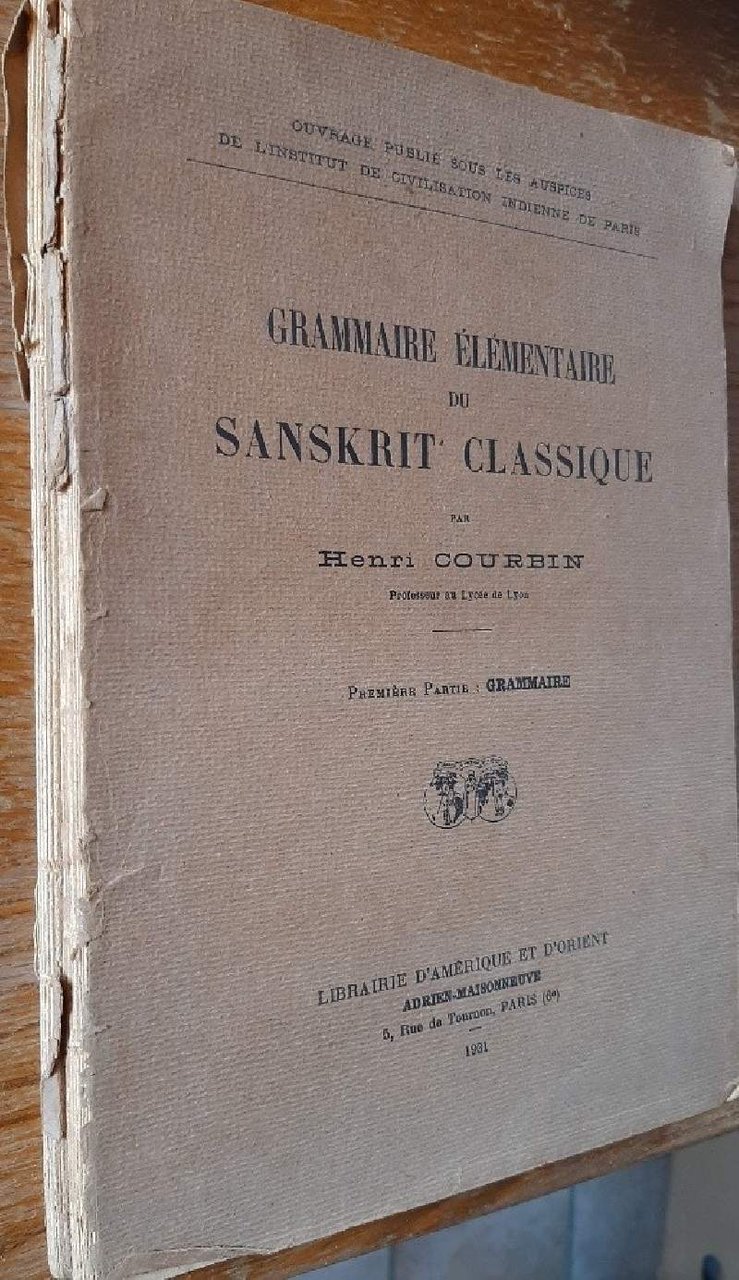 OUVRAGE PUBLIÉ SOUS LES AUSPICES
DE L'INSTITUT DE CIVILISATION INDIENNE DE PARIS
GRAMMAIRE ÉLÉMENTAIRE
DU
SANSKRIT CLASSIQUE
PAR
Henri COURBIN
Professeur au Lycée de Lyon
PREMIÈRE PARTIE : GRAMMAIRE
LIBRAIRIE D'AMÉRIQUE ET D'ORIENT
ADRIEN-MAISONNEUVE
5, Rue de Tournon, PARIS (6e)
1931